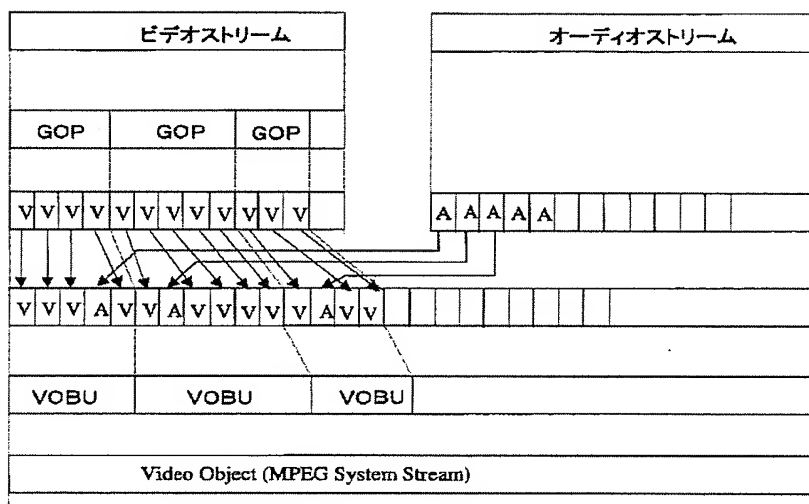 ビデオストリーム
オーディオストリーム
GOP GOP GOP
V V V V V V V V V V V V
A A A A A
V V V A V V A V V V V V A V V
VOBU VOBU VOBU
Video Object (MPEG System Stream)